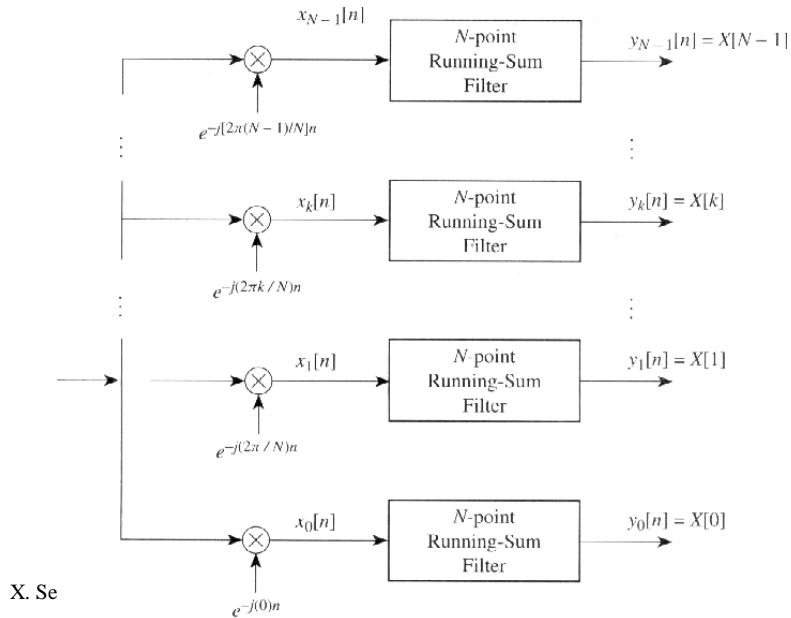 x_{N-1}[n]
N-point
Running-Sum
Filter
y_{N-1}[n] = X[N-1]
e^{-j[2π(N-1)/N]n}
x_k[n]
N-point
Running-Sum
Filter
y_k[n] = X[k]
e^{-j(2πk/N)n}
x_1[n]
N-point
Running-Sum
Filter
y_1[n] = X[1]
e^{-j(2π/N)n}
x_0[n]
N-point
Running-Sum
Filter
y_0[n] = X[0]
e^{-j(0)n}
X. Se